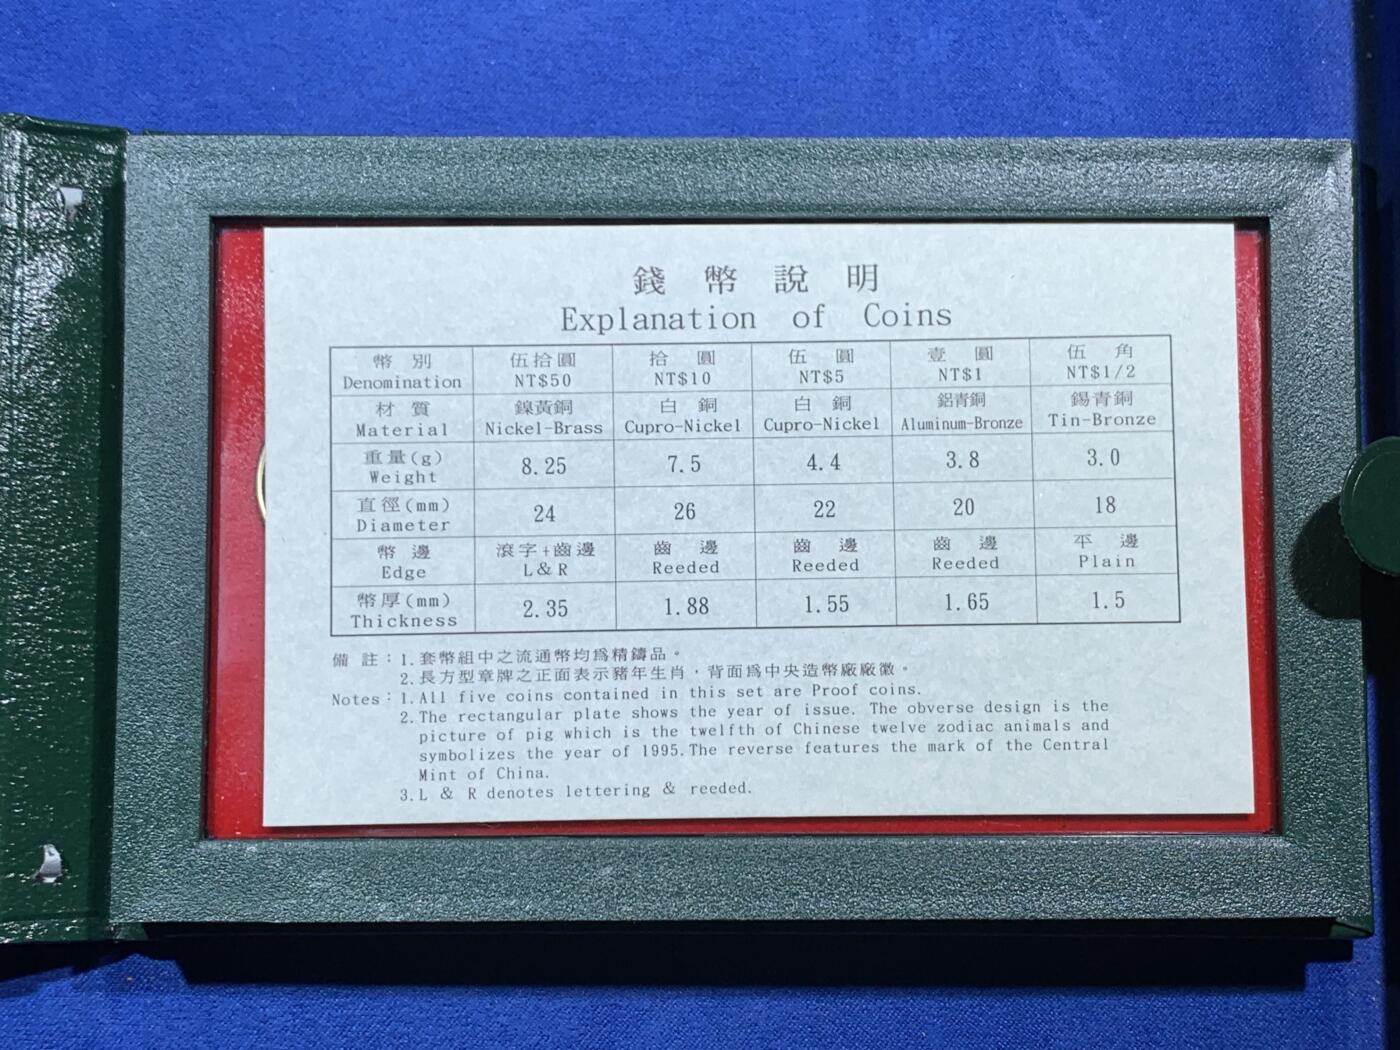 錢幣說明
Explanation of Coins
幣別 伍拾圓 拾圓 伍圓 壹圓 伍角
Denomination NT$50 NT$10 NT$5 NT$1 NT$1/2
材質 鎳黃銅 白銅 白銅 鋁青銅 錫青銅
Material Nickel-Brass Cupro-Nickel Cupro-Nickel Aluminum-Bronze Tin-Bronze
重量(g) 8.25 7.5 4.4 3.8 3.0
Weight
直徑(mm) 24 26 22 20 18
Diameter
幣邊 滾字+齒邊 齒邊 齒邊 齒邊 平邊
Edge L&R Reeded Reeded Reeded Plain
幣厚(mm) 2.35 1.88 1.55 1.65 1.5
Thickness
備註：1.套幣組中之流通幣均爲精鑄品。
2.長方型章牌之正面表示豬年生肖，背面爲中央造幣廠廠徽。
Notes：1.All five coins contained in this set are Proof coins.
2.The rectangular plate shows the year of issue. The obverse design is the
picture of pig which is the twelfth of Chinese twelve zodiac animals and
symbolizes the year of 1995.The reverse features the mark of the Central
Mint of China.
3.L & R denotes lettering & reeded.